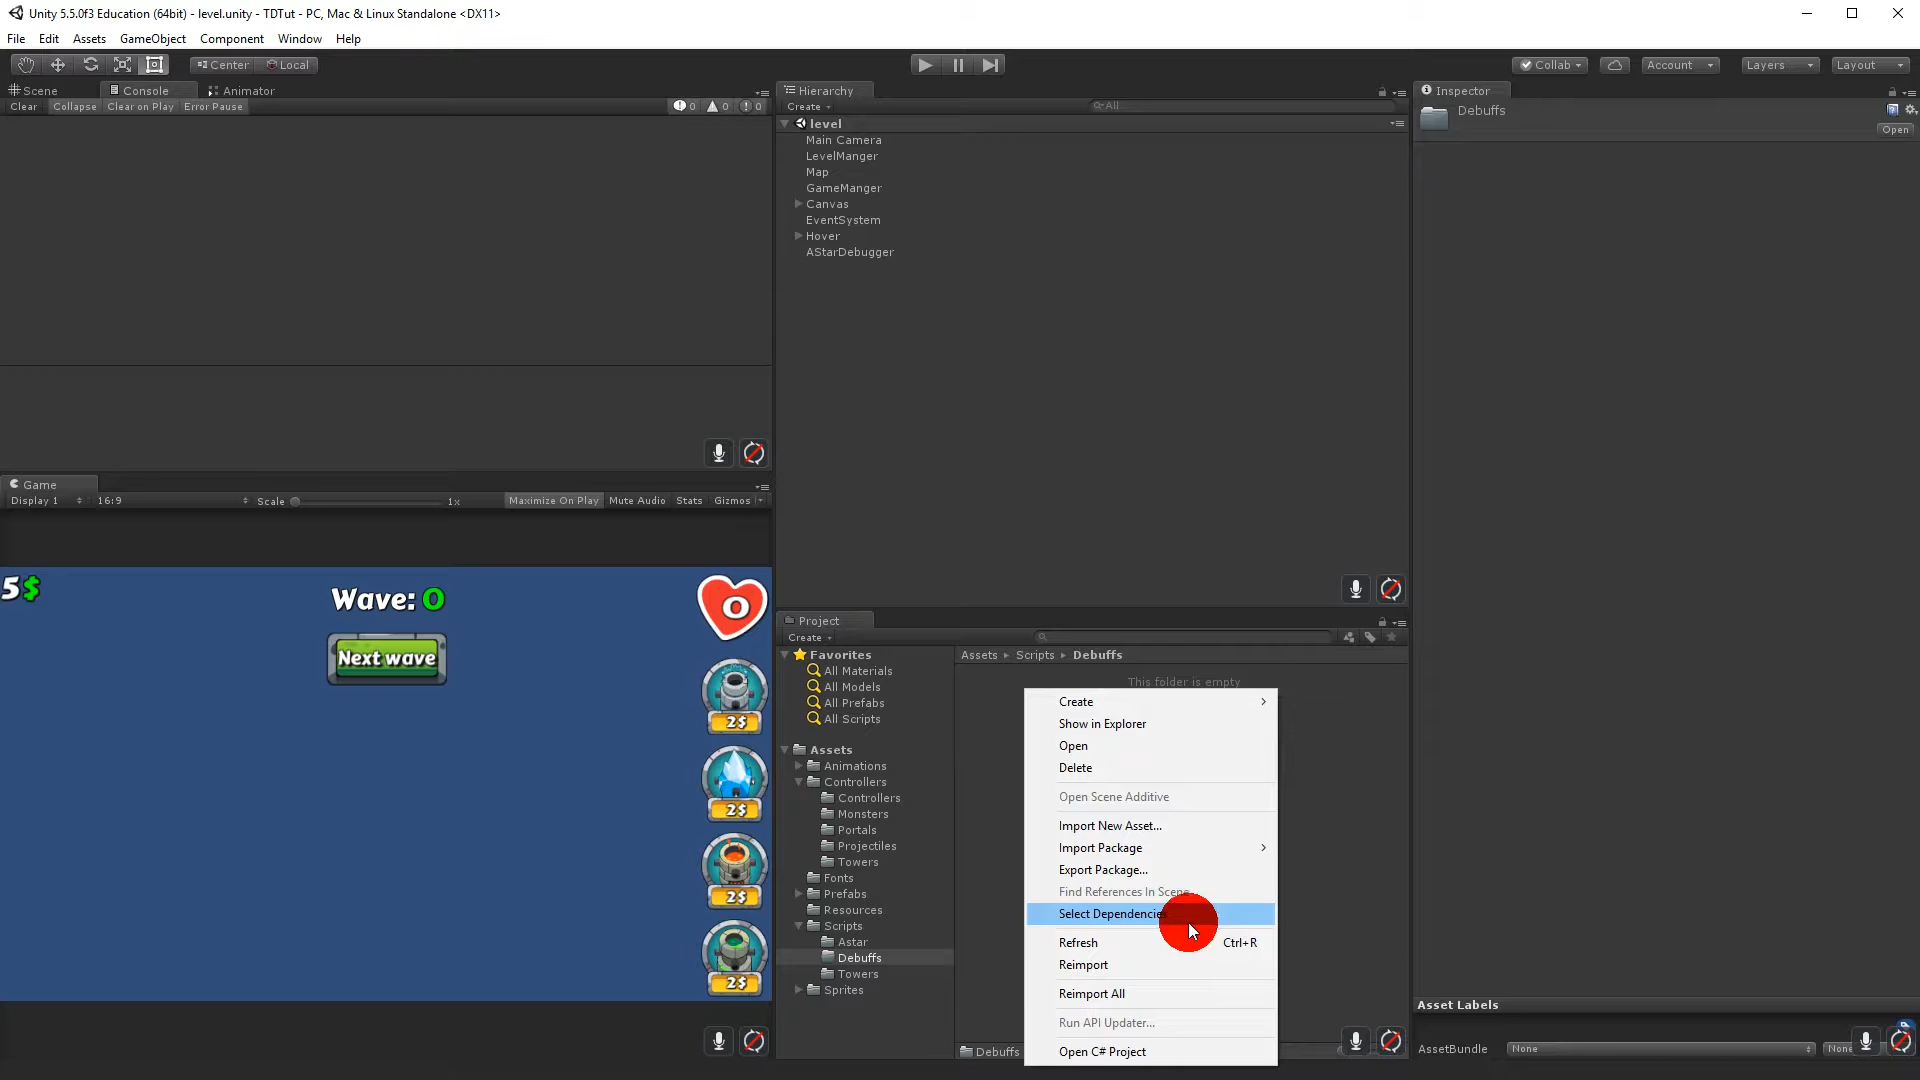 Unity 5.5.0f3 Education (64bit) - level.unity - TDTut - PC, Mac & Linux Standalone <DX11>
File Edit Assets GameObject Component Window Help
Center Local
Collab Account Layers Layout
Scene Console Animator
Clear Collapse Clear on Play Error Pause 0 0 0
Hierarchy
Create All
level
Main Camera
LevelManger
Map
GameManger
Canvas
EventSystem
Hover
AStarDebugger
Inspector
Debuffs
Open
Game
Display 1 16:9 Scale 1x Maximize On Play Mute Audio Stats Gizmos
5$
Wave: 0
0
Next wave
2$
2$
2$
2$
Project
Create
Favorites
All Materials
All Models
All Prefabs
All Scripts
Assets
Animations
Controllers
Controllers
Monsters
Portals
Projectiles
Towers
Fonts
Prefabs
Resources
Scripts
Astar
Debuffs
Towers
Sprites
Assets Scripts Debuffs
This folder is empty
Create
Show in Explorer
Open
Delete
Open Scene Additive
Import New Asset...
Import Package
Export Package...
Find References In Scene
Select Dependencies
Refresh Ctrl+R
Reimport
Reimport All
Run API Updater...
Open C# Project
Debuffs
Asset Labels
AssetBundle None None